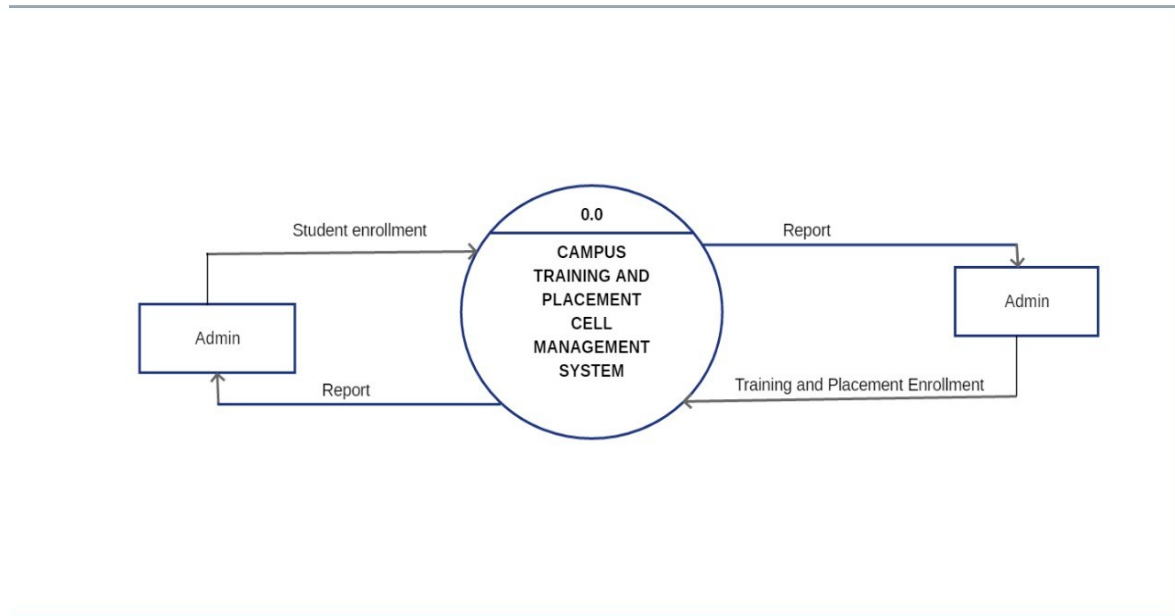 0.0
Student enrollment
Report
CAMPUS
TRAINING AND
PLACEMENT
CELL
MANAGEMENT
SYSTEM
Admin
Admin
Report
Training and Placement Enrollment